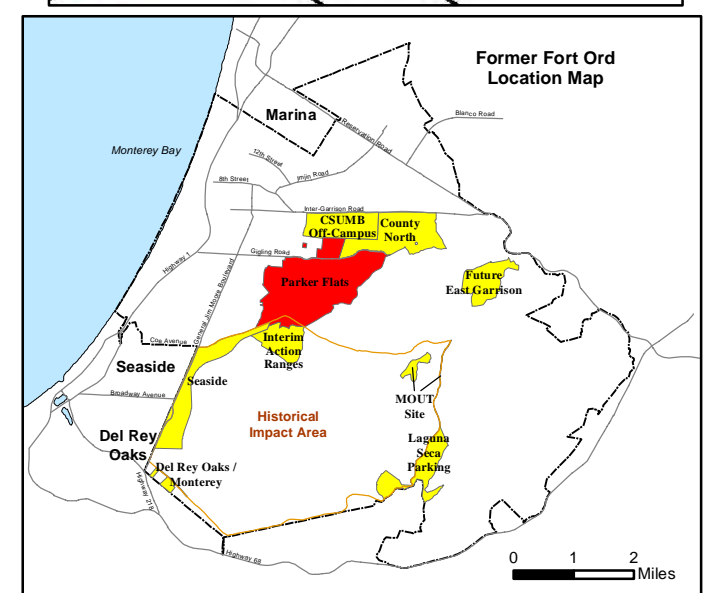 Former Fort Ord
Location Map
Marina
Blanco Road
Reservation Road
Monterey Bay
12th Street
Imjin Road
8th Street
Inter-Garrison Road
CSUMB
Off-Campus
County
North
Gigling Road
Highway 1
General Jim Moore Boulevard
Parker Flats
Future
East Garrison
Coe Avenue
Interim
Action
Ranges
Seaside
Seaside
Broadway Avenue
MOUT
Site
Historical
Impact Area
Del Rey
Oaks
Laguna
Seca
Parking
Del Rey Oaks /
Monterey
Highway 218
Highway 68
0 1 2
Miles